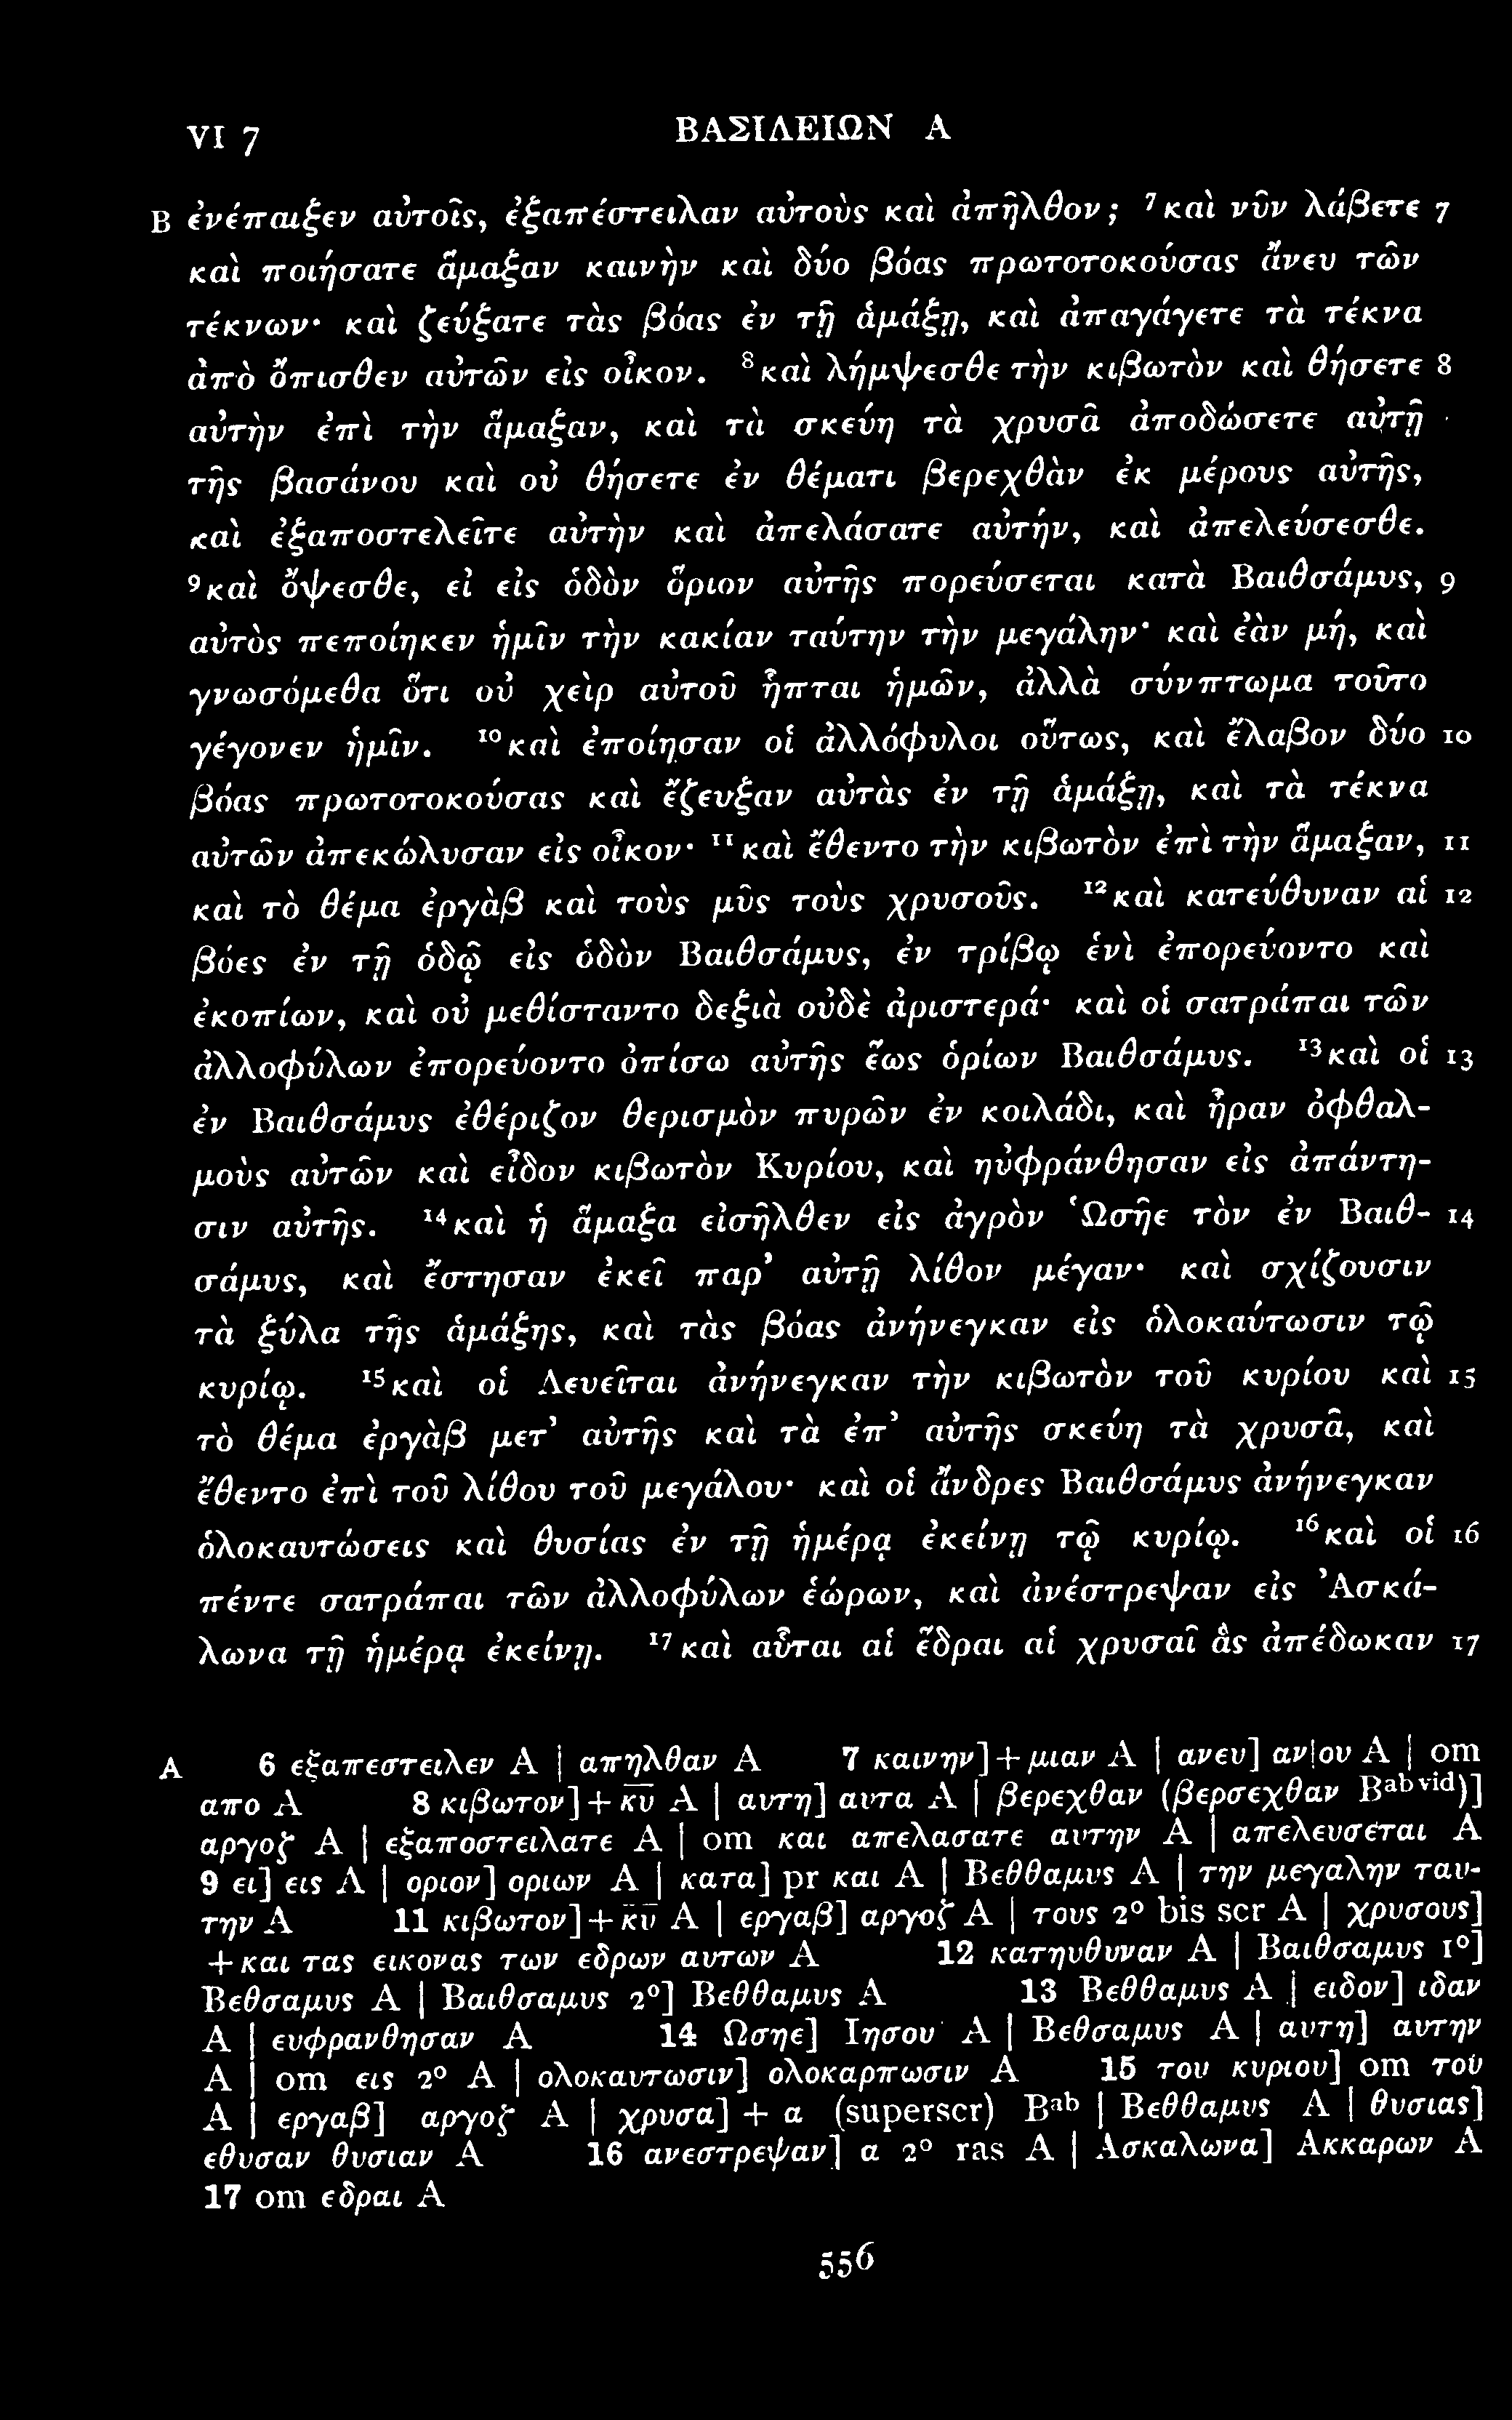 VI 7 ΒΑΣΙΛΕΙΩΝ Α
B ἐνέπαιξεν αὐτοῖς, ἐξαπέστειλαν αὐτοὺς καὶ ἀπῆλθον; ⁷καὶ νῦν λάβετε 7
καὶ ποιήσατε ἅμαξαν καινὴν καὶ δύο βόας πρωτοτοκούσας ἄνευ τῶν
τέκνων· καὶ ζεύξατε τὰς βόας ἐν τῇ ἁμάξῃ, καὶ ἀπαγάγετε τὰ τέκνα
ἀπὸ ὄπισθεν αὐτῶν εἰς οἶκον. ⁸καὶ λήμψεσθε τὴν κιβωτὸν καὶ θήσετε 8
αὐτὴν ἐπὶ τὴν ἅμαξαν, καὶ τὰ σκεύη τὰ χρυσᾶ ἀποδώσετε αὐτῇ
τῆς βασάνου καὶ οὐ θήσετε ἐν θέματι βερεχθὰν ἐκ μέρους αὐτῆς,
καὶ ἐξαποστελεῖτε αὐτὴν καὶ ἀπελάσατε αὐτήν, καὶ ἀπελεύσεσθε.
⁹καὶ ὄψεσθε, εἰ εἰς ὁδὸν ὅριον αὐτῆς πορεύσεται κατὰ Βαιθσάμυς, 9
αὐτὸς πεποίηκεν ἡμῖν τὴν κακίαν ταύτην τὴν μεγάλην· καὶ ἐὰν μή, καὶ
γνωσόμεθα ὅτι οὐ χεὶρ αὐτοῦ ἧπται ἡμῶν, ἀλλὰ σύνπτωμα τοῦτο
γέγονεν ἡμῖν. ¹⁰καὶ ἐποίησαν οἱ ἀλλόφυλοι οὕτως, καὶ ἔλαβον δύο 10
βόας πρωτοτοκούσας καὶ ἔζευξαν αὐτὰς ἐν τῇ ἁμάξῃ, καὶ τὰ τέκνα
αὐτῶν ἀπεκώλυσαν εἰς οἶκον· ¹¹καὶ ἔθεντο τὴν κιβωτὸν ἐπὶ τὴν ἅμαξαν, 11
καὶ τὸ θέμα ἐργὰβ καὶ τοὺς μῦς τοὺς χρυσοῦς. ¹²καὶ κατεύθυναν αἱ 12
βόες ἐν τῇ ὁδῷ εἰς ὁδὸν Βαιθσάμυς, ἐν τρίβῳ ἑνὶ ἐπορεύοντο καὶ
ἐκοπίων, καὶ οὐ μεθίσταντο δεξιὰ οὐδὲ ἀριστερά· καὶ οἱ σατράπαι τῶν
ἀλλοφύλων ἐπορεύοντο ὀπίσω αὐτῆς ἕως ὁρίων Βαιθσάμυς. ¹³καὶ οἱ 13
ἐν Βαιθσάμυς ἐθέριζον θερισμὸν πυρῶν ἐν κοιλάδι, καὶ ἦραν ὀφθαλ-
μοὺς αὐτῶν καὶ εἶδον κιβωτὸν Κυρίου, καὶ ηὐφράνθησαν εἰς ἀπάντη-
σιν αὐτῆς. ¹⁴καὶ ἡ ἅμαξα εἰσῆλθεν εἰς ἀγρὸν Ὡσῆε τὸν ἐν Βαιθ- 14
σάμυς, καὶ ἔστησαν ἐκεῖ παρ’ αὐτῇ λίθον μέγαν· καὶ σχίζουσιν
τὰ ξύλα τῆς ἁμάξης, καὶ τὰς βόας ἀνήνεγκαν εἰς ὁλοκαύτωσιν τῷ
κυρίῳ. ¹⁵καὶ οἱ Λευεῖται ἀνήνεγκαν τὴν κιβωτὸν τοῦ κυρίου καὶ 15
τὸ θέμα ἐργὰβ μετ’ αὐτῆς καὶ τὰ ἐπ’ αὐτῆς σκεύη τὰ χρυσᾶ, καὶ
ἔθεντο ἐπὶ τοῦ λίθου τοῦ μεγάλου· καὶ οἱ ἄνδρες Βαιθσάμυς ἀνήνεγκαν
ὁλοκαυτώσεις καὶ θυσίας ἐν τῇ ἡμέρᾳ ἐκείνῃ τῷ κυρίῳ. ¹⁶καὶ οἱ 16
πέντε σατράπαι τῶν ἀλλοφύλων ἑώρων, καὶ ἀνέστρεψαν εἰς Ἀσκά-
λωνα τῇ ἡμέρᾳ ἐκείνῃ. ¹⁷καὶ αὗται αἱ ἕδραι αἱ χρυσαῖ ἃς ἀπέδωκαν 17
A 6 εξαπεστειλεν A | απηλθαν A 7 καινην]+μιαν A | ανευ] αν|ου A | om
απο A 8 κιβωτον]+κ̅υ̅ A | αυτη] αυτα A | βερεχθαν (βερσεχθαν Bᵃᵇᵛⁱᵈ)]
αργοζ A | εξαποστειλατε A | om και απελασατε αυτην A | απελευσεται A
9 ει] εις A | οριον] οριων A | κατα] pr και A | Βεθθαμυς A | την μεγαλην ταυ-
την A 11 κιβωτον]+κ̅υ̅ A | εργαβ] αργοζ A | τους 2° bis scr A | χρυσους]
+και τας εικονας των εδρων αυτων A 12 κατηυθυναν A | Βαιθσαμυς 1°]
Βεθσαμυς A | Βαιθσαμυς 2°] Βεθθαμυς A 13 Βεθθαμυς A | ειδον] ιδαν
A | ευφρανθησαν A 14 Ωσηε] Ιησου A | Βεθσαμυς A | αυτη] αυτην
A | om εις 2° A | ολοκαυτωσιν] ολοκαρπωσιν A 15 του κυριου] om του
A | εργαβ] αργοζ A | χρυσα] + α (superscr) Bᵃᵇ | Βεθθαμυς A | θυσιας]
εθυσαν θυσιαν A 16 ανεστρεψαν] α 2° ras A | Ασκαλωνα] Ακκαρων A
17 om εδραι A
556